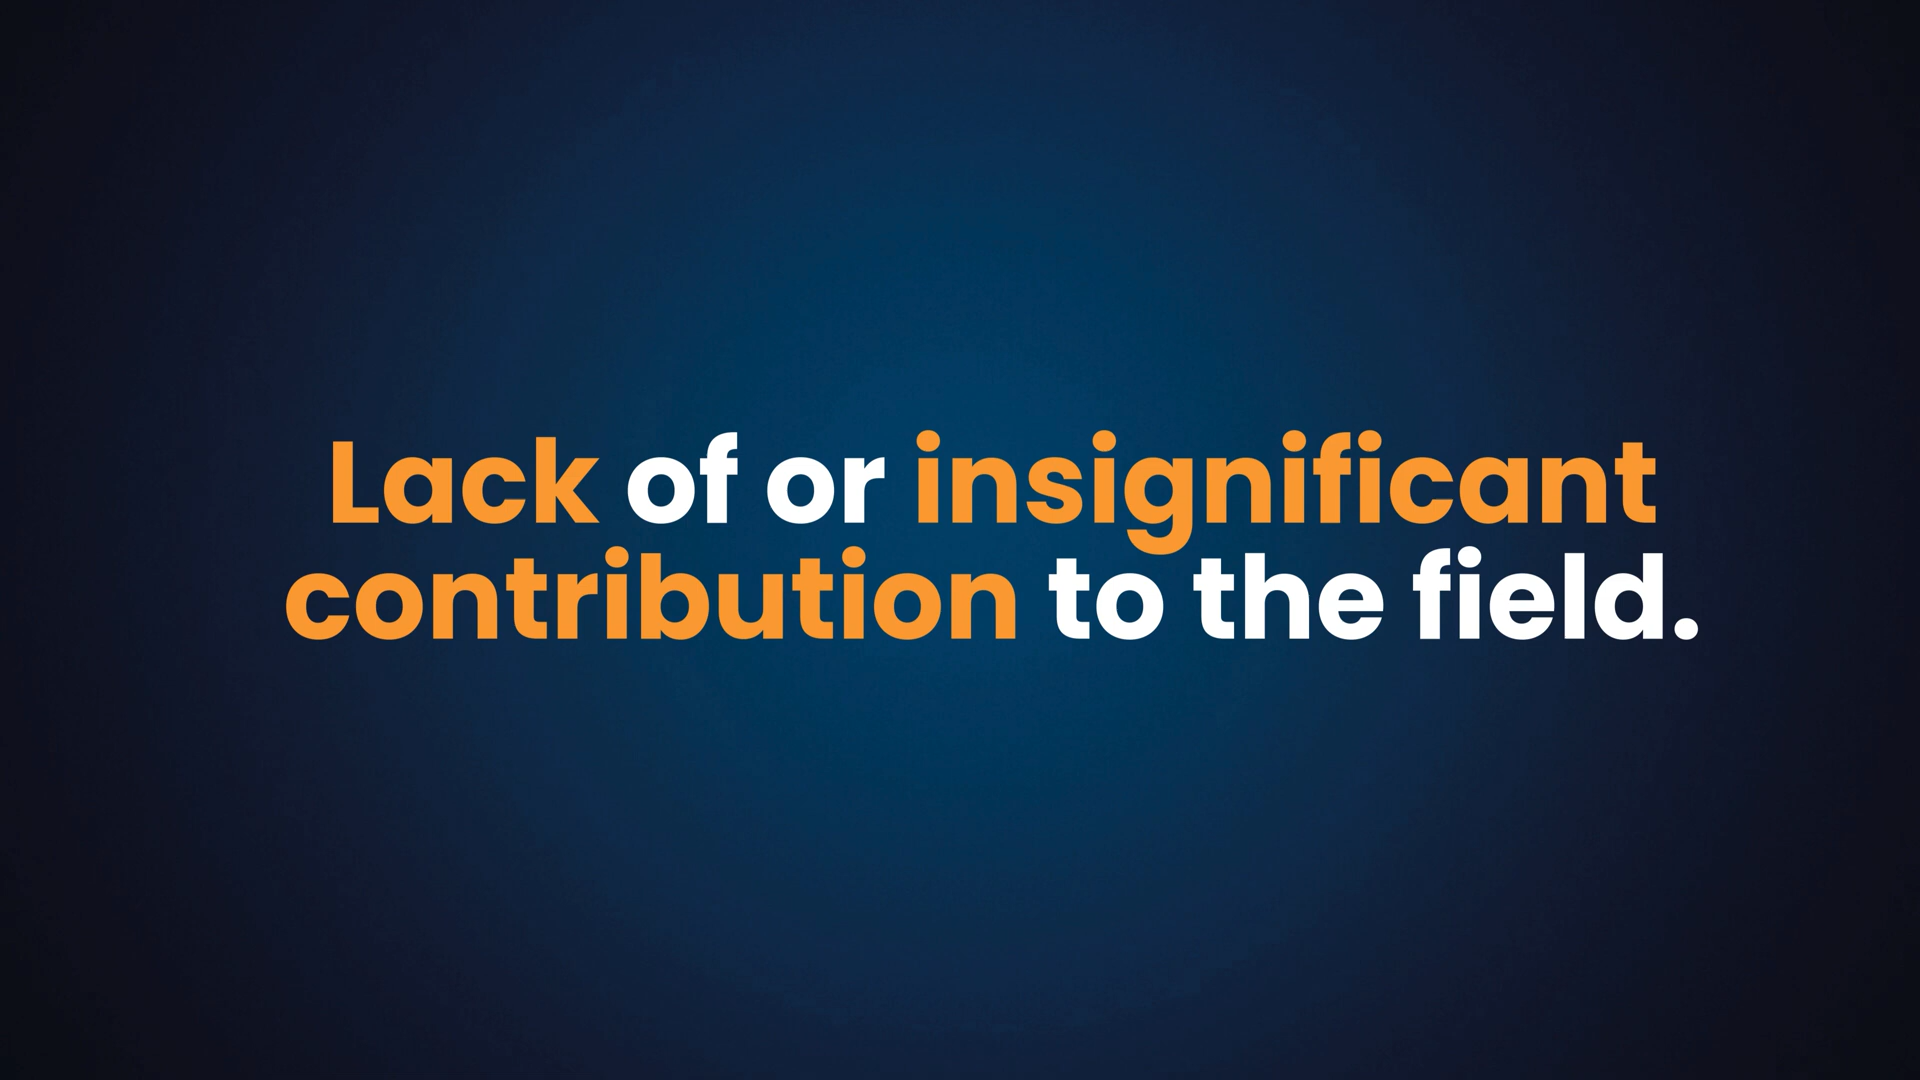 Lack of or insignificant
contribution to the field.